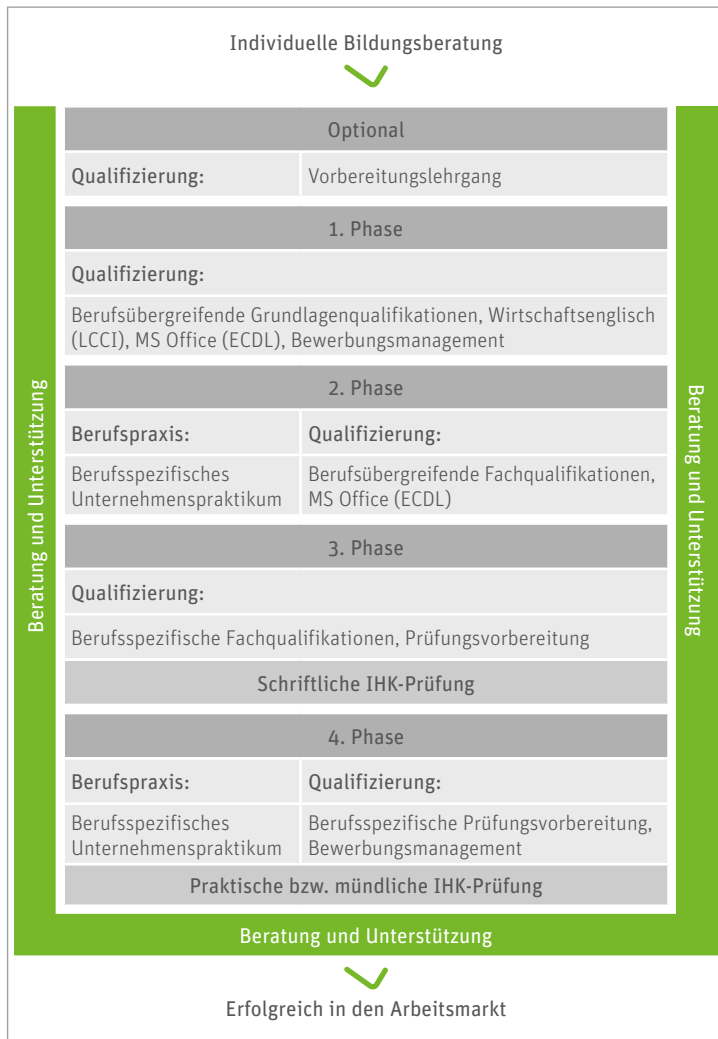 Individuelle Bildungsberatung
Beratung und Unterstützung
Optional
Qualifizierung:
Vorbereitungslehrgang
1. Phase
Qualifizierung:
Berufsübergreifende Grundlagenqualifikationen, Wirtschaftsenglisch
(LCCI), MS Office (ECDL), Bewerbungsmanagement
2. Phase
Berufspraxis:
Qualifizierung:
Berufsspezifisches
Unternehmenspraktikum
Berufsübergreifende Fachqualifikationen,
MS Office (ECDL)
3. Phase
Qualifizierung:
Berufsspezifische Fachqualifikationen, Prüfungsvorbereitung
Schriftliche IHK-Prüfung
4. Phase
Berufspraxis:
Qualifizierung:
Berufsspezifisches
Unternehmenspraktikum
Berufsspezifische Prüfungsvorbereitung,
Bewerbungsmanagement
Praktische bzw. mündliche IHK-Prüfung
Beratung und Unterstützung
Beratung und Unterstützung
Erfolgreich in den Arbeitsmarkt